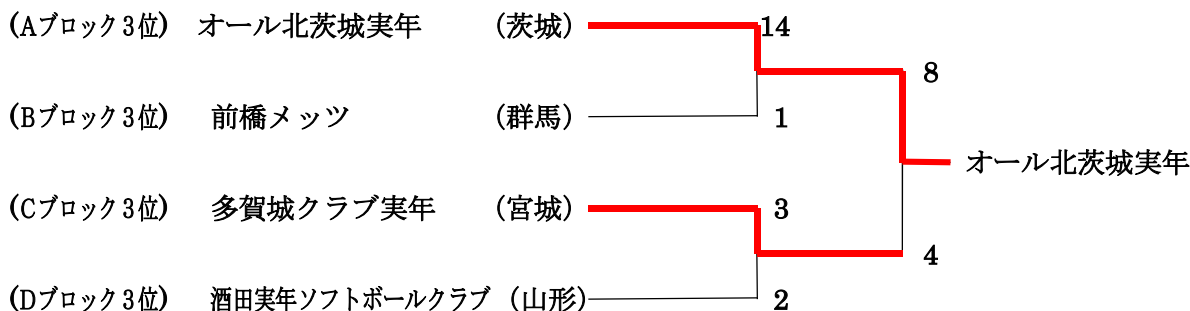 (Aブロック3位) オール北茨城実年 (茨城) 14
8
(Bブロック3位) 前橋メッツ (群馬) 1
オール北茨城実年
(Cブロック3位) 多賀城クラブ実年 (宮城) 3
4
(Dブロック3位) 酒田実年ソフトボールクラブ (山形) 2